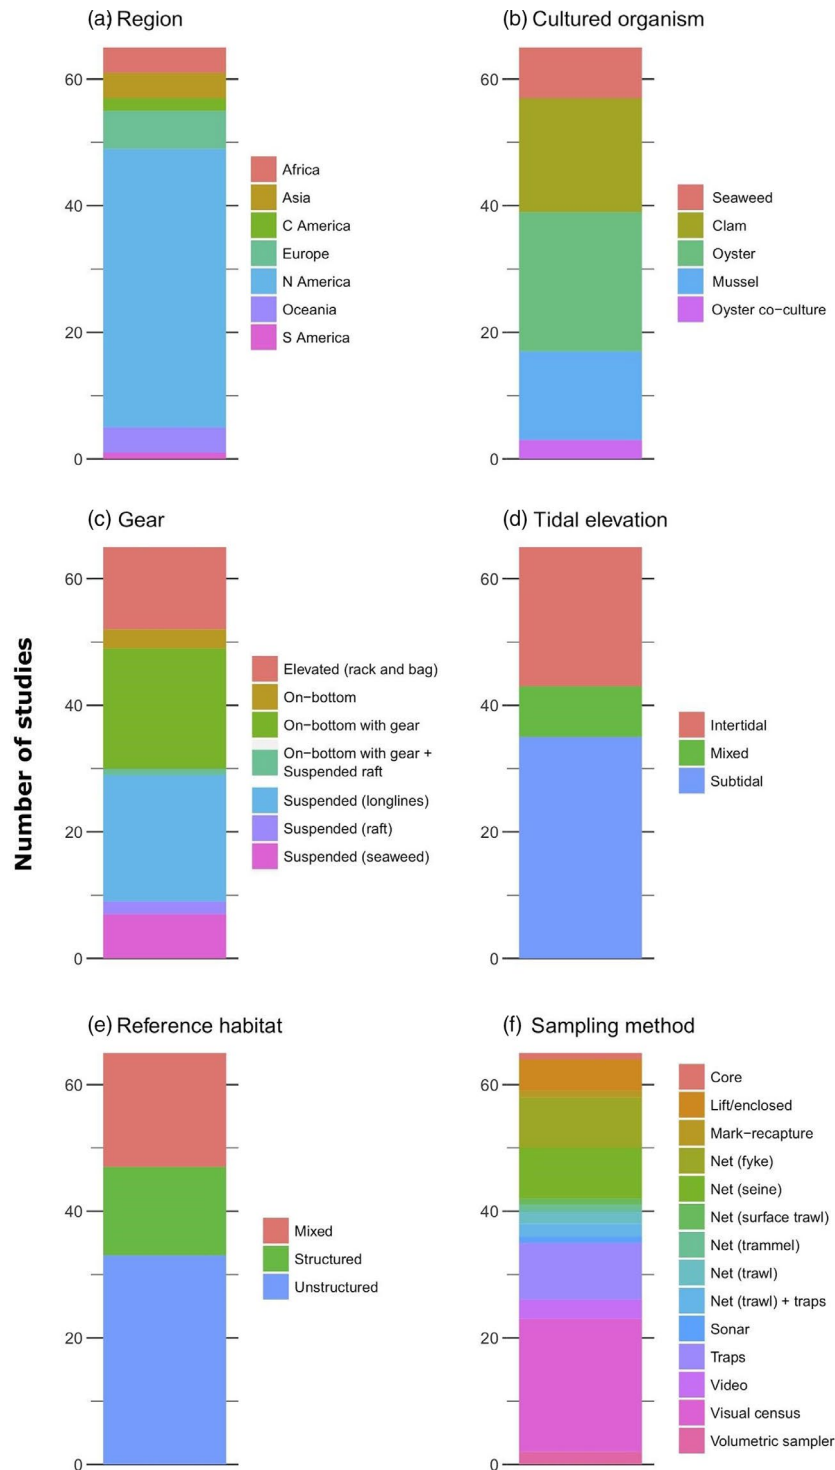 (a) Region
60
40
20
0
Africa
Asia
C America
Europe
N America
Oceania
S America
(b) Cultured organism
60
40
20
0
Seaweed
Clam
Oyster
Mussel
Oyster co−culture
Number of studies
(c) Gear
60
40
20
0
Elevated (rack and bag)
On−bottom
On−bottom with gear
On−bottom with gear +
Suspended raft
Suspended (longlines)
Suspended (raft)
Suspended (seaweed)
(d) Tidal elevation
60
40
20
0
Intertidal
Mixed
Subtidal
(e) Reference habitat
60
40
20
0
Mixed
Structured
Unstructured
(f) Sampling method
60
40
20
0
Core
Lift/enclosed
Mark−recapture
Net (fyke)
Net (seine)
Net (surface trawl)
Net (trammel)
Net (trawl)
Net (trawl) + traps
Sonar
Traps
Video
Visual census
Volumetric sampler